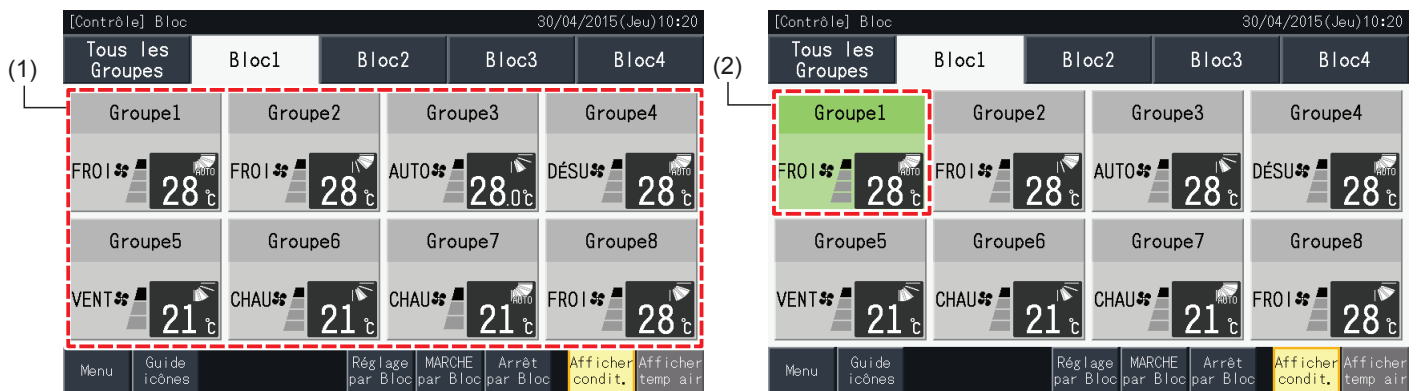 [Contrôle] Bloc 30/04/2015(Jeu)10:20
Tous les
Groupes Bloc1 Bloc2 Bloc3 Bloc4
(1)
Groupe1 Groupe2 Groupe3 Groupe4
FROI AUTO 28℃ FROI 28℃ AUTO 28.0℃ DÉSU AUTO 28℃
Groupe5 Groupe6 Groupe7 Groupe8
VENT 21℃ CHAU 21℃ CHAU AUTO 21℃ FROI 28℃
Menu Guide
icônes Réglage
par Bloc MARCHE
par Bloc Arrêt
par Bloc Afficher
condit. Afficher
temp air
[Contrôle] Bloc 30/04/2015(Jeu)10:20
Tous les
Groupes Bloc1 Bloc2 Bloc3 Bloc4
(2)
Groupe1 Groupe2 Groupe3 Groupe4
FROI AUTO 28℃ FROI 28℃ AUTO 28℃ DÉSU AUTO 28℃
Groupe5 Groupe6 Groupe7 Groupe8
VENT 21℃ CHAU 21℃ CHAU AUTO 21℃ FROI 28℃
Menu Guide
icônes Réglage
par Bloc MARCHE
par Bloc Arrêt
par Bloc Afficher
condit. Afficher
temp air